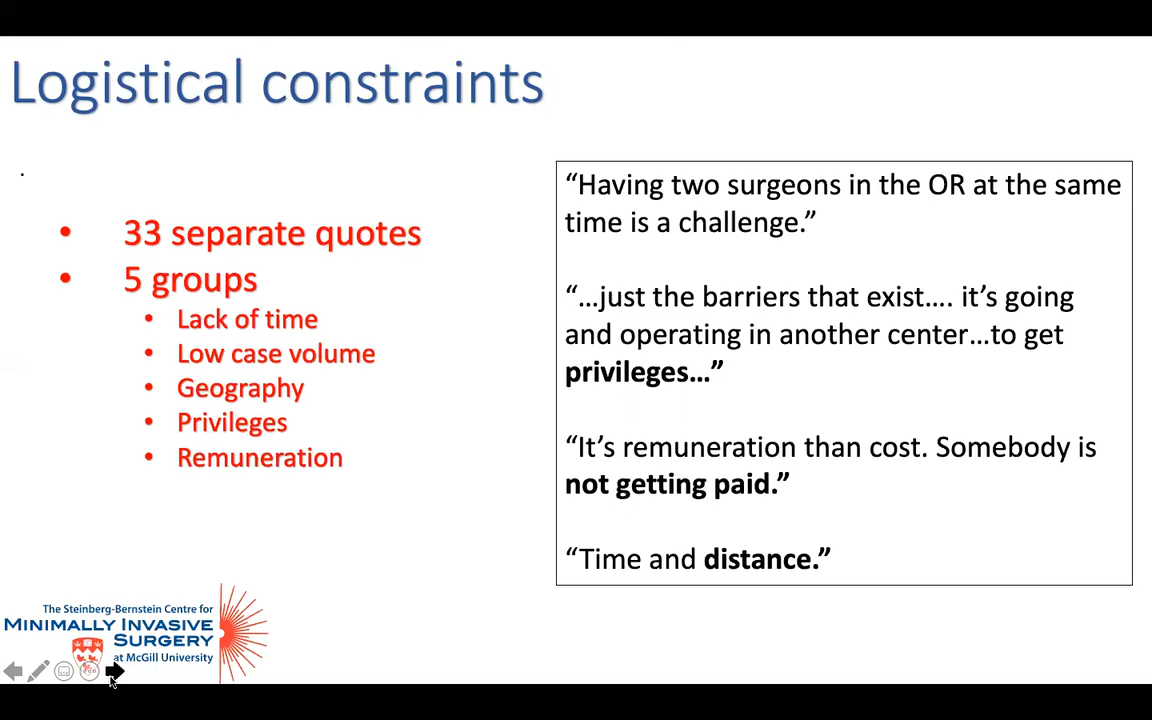 Logistical constraints
.
• 33 separate quotes
• 5 groups
• Lack of time
• Low case volume
• Geography
• Privileges
• Remuneration
“Having two surgeons in the OR at the same
time is a challenge.”
“…just the barriers that exist…. it’s going
and operating in another center…to get
privileges…”
“It’s remuneration than cost. Somebody is
not getting paid.”
“Time and distance.”
The Steinberg-Bernstein Centre for
MINIMALLY INVASIVE
SURGERY
at McGill University